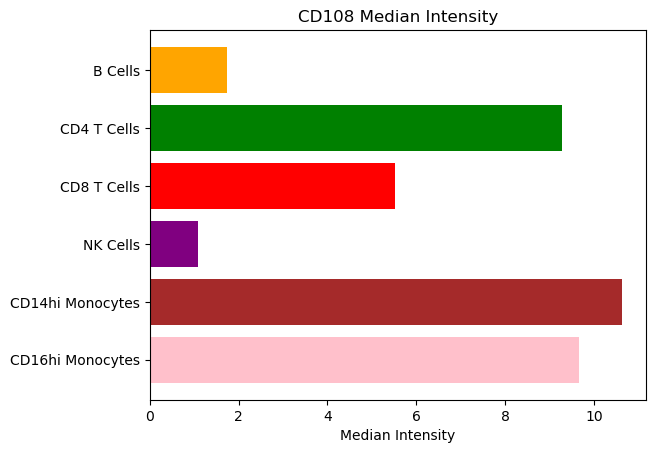 CD108 Median Intensity
B Cells
CD4 T Cells
CD8 T Cells
NK Cells
CD14hi Monocytes
CD16hi Monocytes
0 2 4 6 8 10
Median Intensity